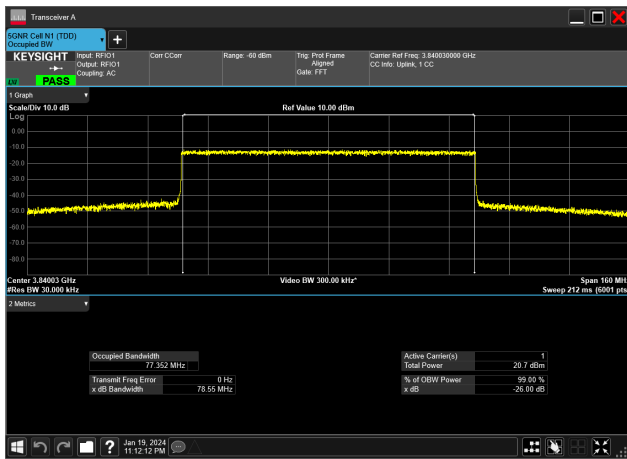 Transceiver A
5GNR Cell N1 (TDD)
Occupied BW
KEYSIGHT
Input: RFIO1
Output: RFIO1
Coupling: AC
Corr CCorr
Range: -60 dBm
Trig: Prot Frame
Aligned
Gate: FFT
Carrier Ref Freq: 3.840030000 GHz
CC Info: Uplink, 1 CC
PASS
1 Graph
Scale/Div 10.0 dB
Ref Value 10.00 dBm
Log
0.00
-10.0
-20.0
-30.0
-40.0
-50.0
-60.0
-70.0
-80.0
Center 3.84003 GHz
Video BW 300.00 kHz*
Span 160 MH
#Res BW 30.000 kHz
Sweep 212 ms (6001 pts
2 Metrics
Occupied Bandwidth
77.352 MHz
Transmit Freq Error 0 Hz
x dB Bandwidth 78.55 MHz
Active Carrier(s) 1
Total Power 20.7 dBm
% of OBW Power 99.00 %
x dB -26.00 dB
?
Jan 19, 2024
11:12:12 PM